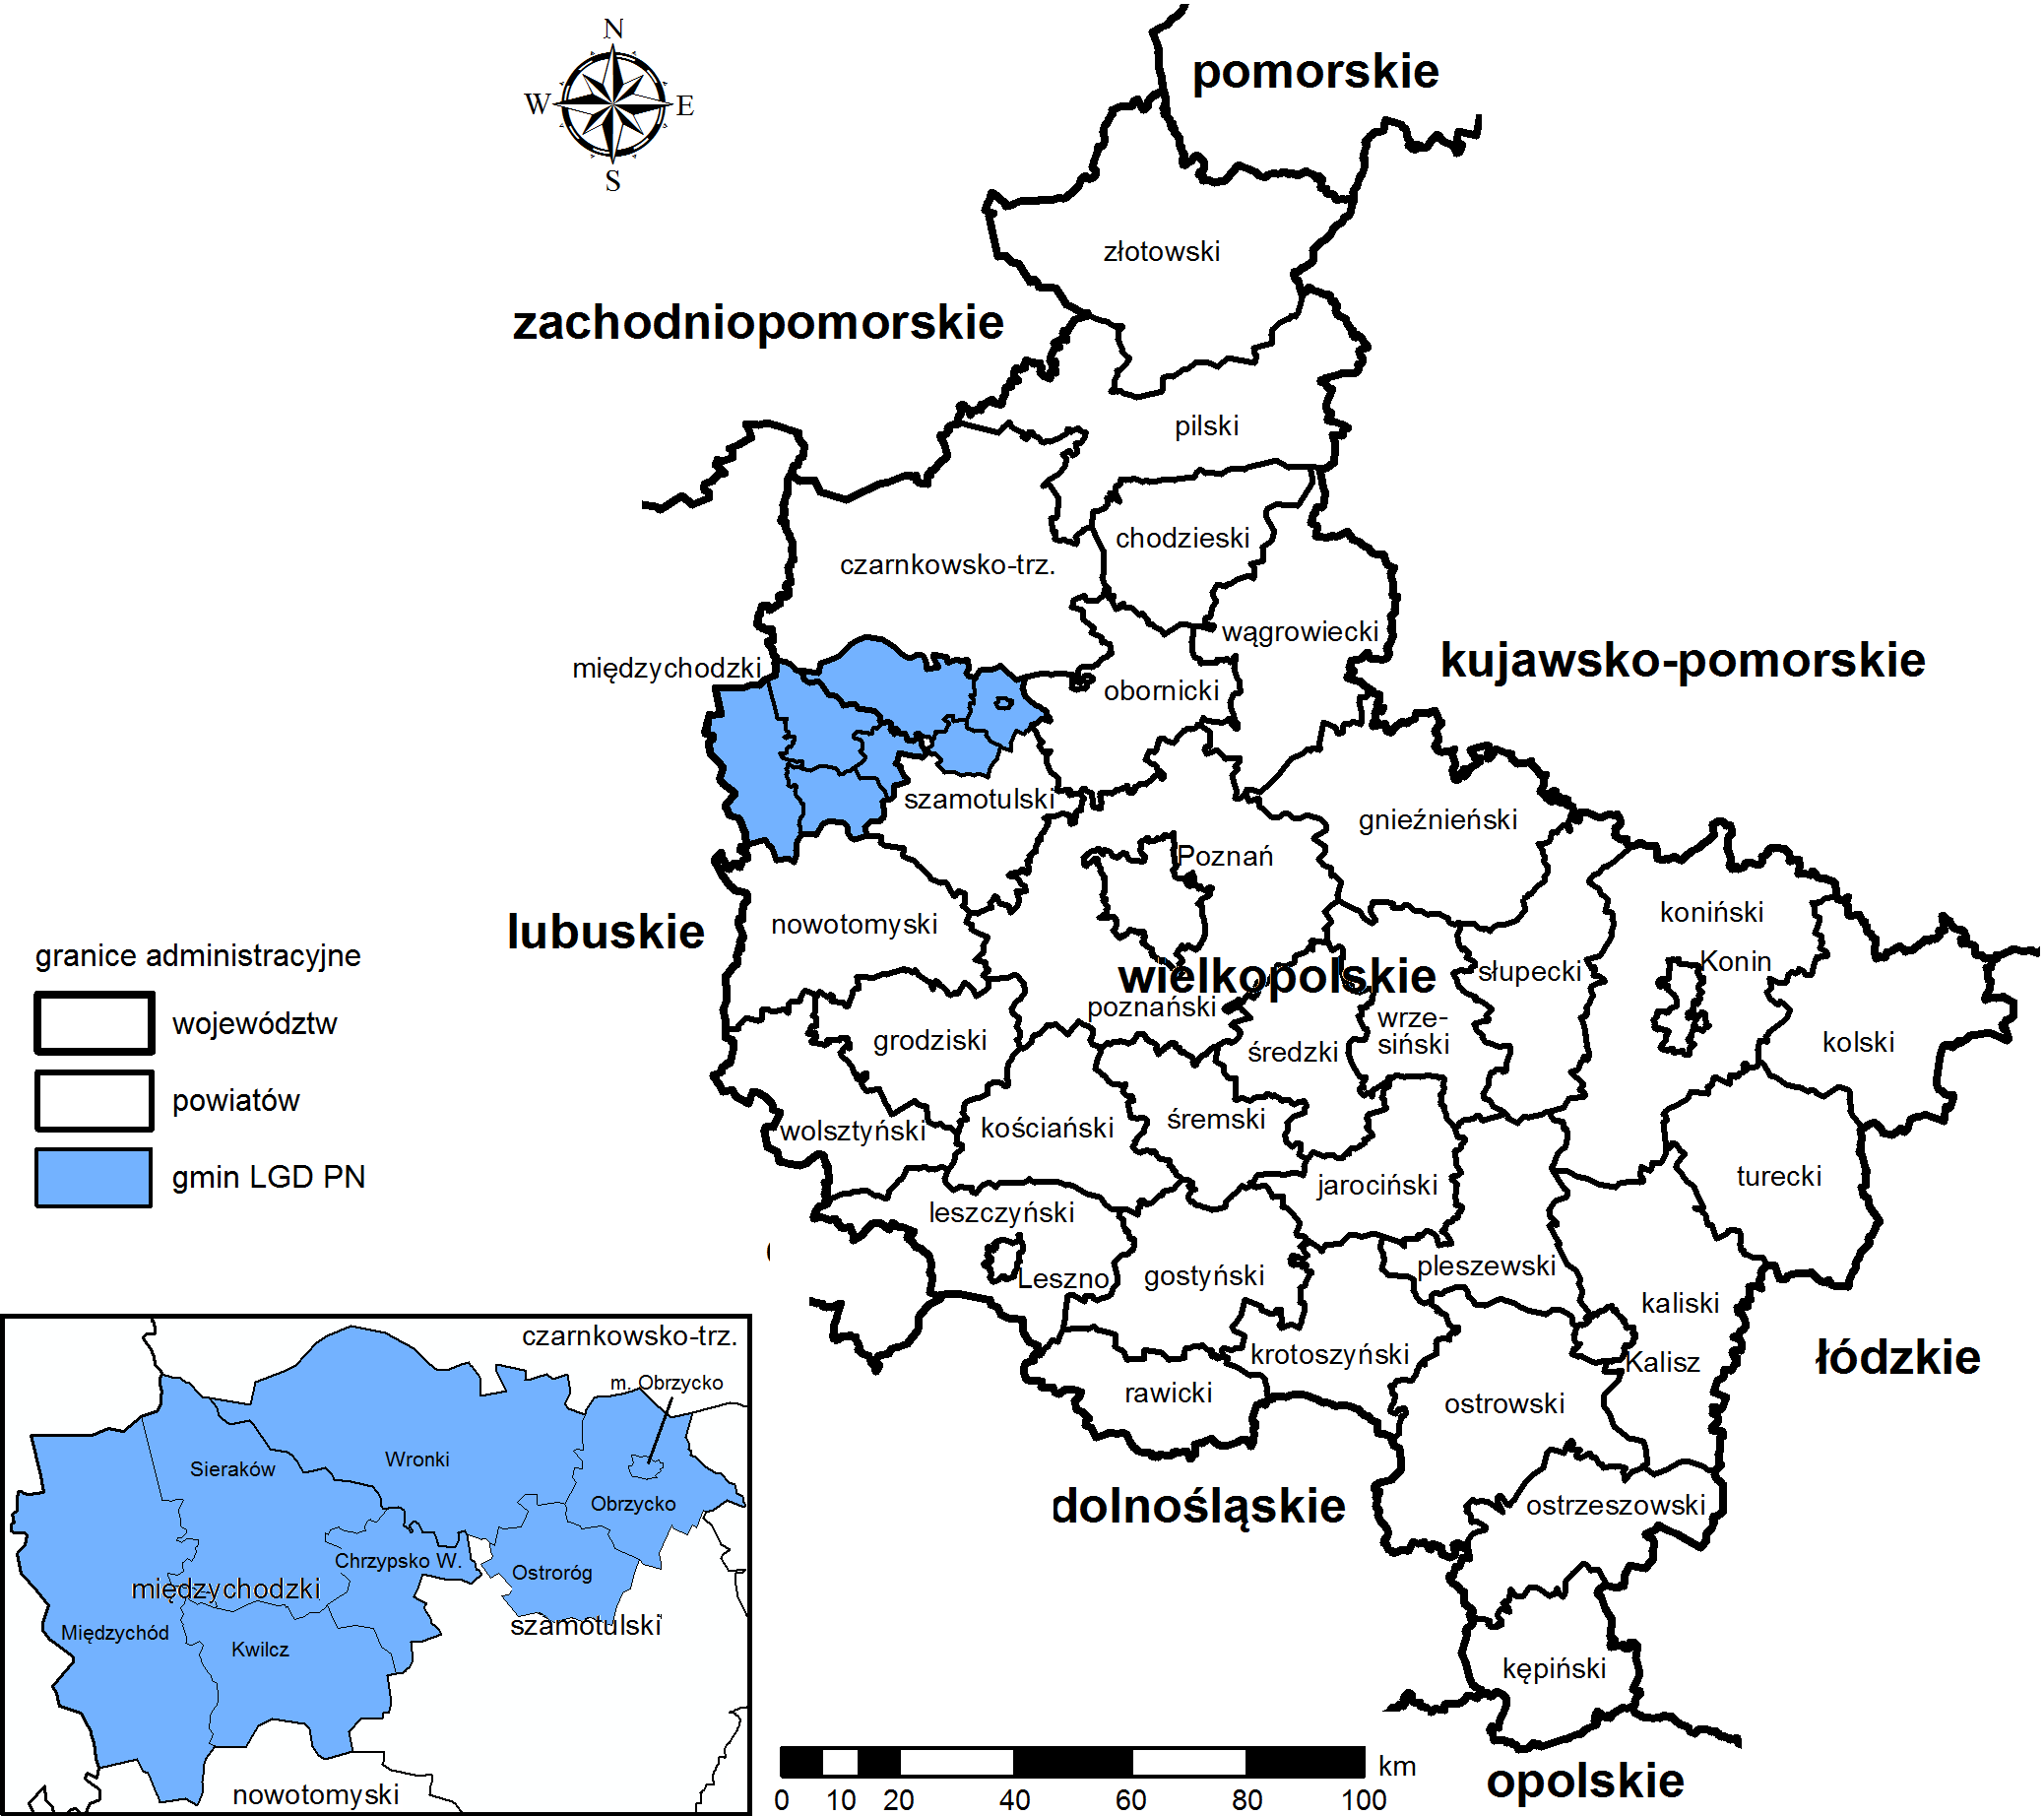 N
W
E
S
pomorskie
złotowski
zachodniopomorskie
pilski
chodzieski
czarnkowsko-trz.
wągrowiecki
międzychodzki
kujawsko-pomorskie
obornicki
szamotulski
gnieźnieński
Poznań
lubuskie
nowotomyski
koniński
Konin
słupecki
wielkopolskie
poznański
wrze-
siński
grodziski
średzki
kolski
śremski
wolsztyński
kościański
turecki
jarociński
leszczyński
Leszno
gostyński
pleszewski
kaliski
krotoszyński
Kalisz
łódzkie
rawicki
ostrowski
dolnośląskie
ostrzeszowski
kępiński
opolskie
granice administracyjne
województw
powiatów
gmin LGD PN
czarnkowsko-trz.
m. Obrzycko
Wronki
Sieraków
Obrzycko
Chrzypsko W.
Ostroróg
międzychodzki
szamotulski
Międzychód
Kwilcz
nowotomyski
km
0 10 20 40 60 80 100